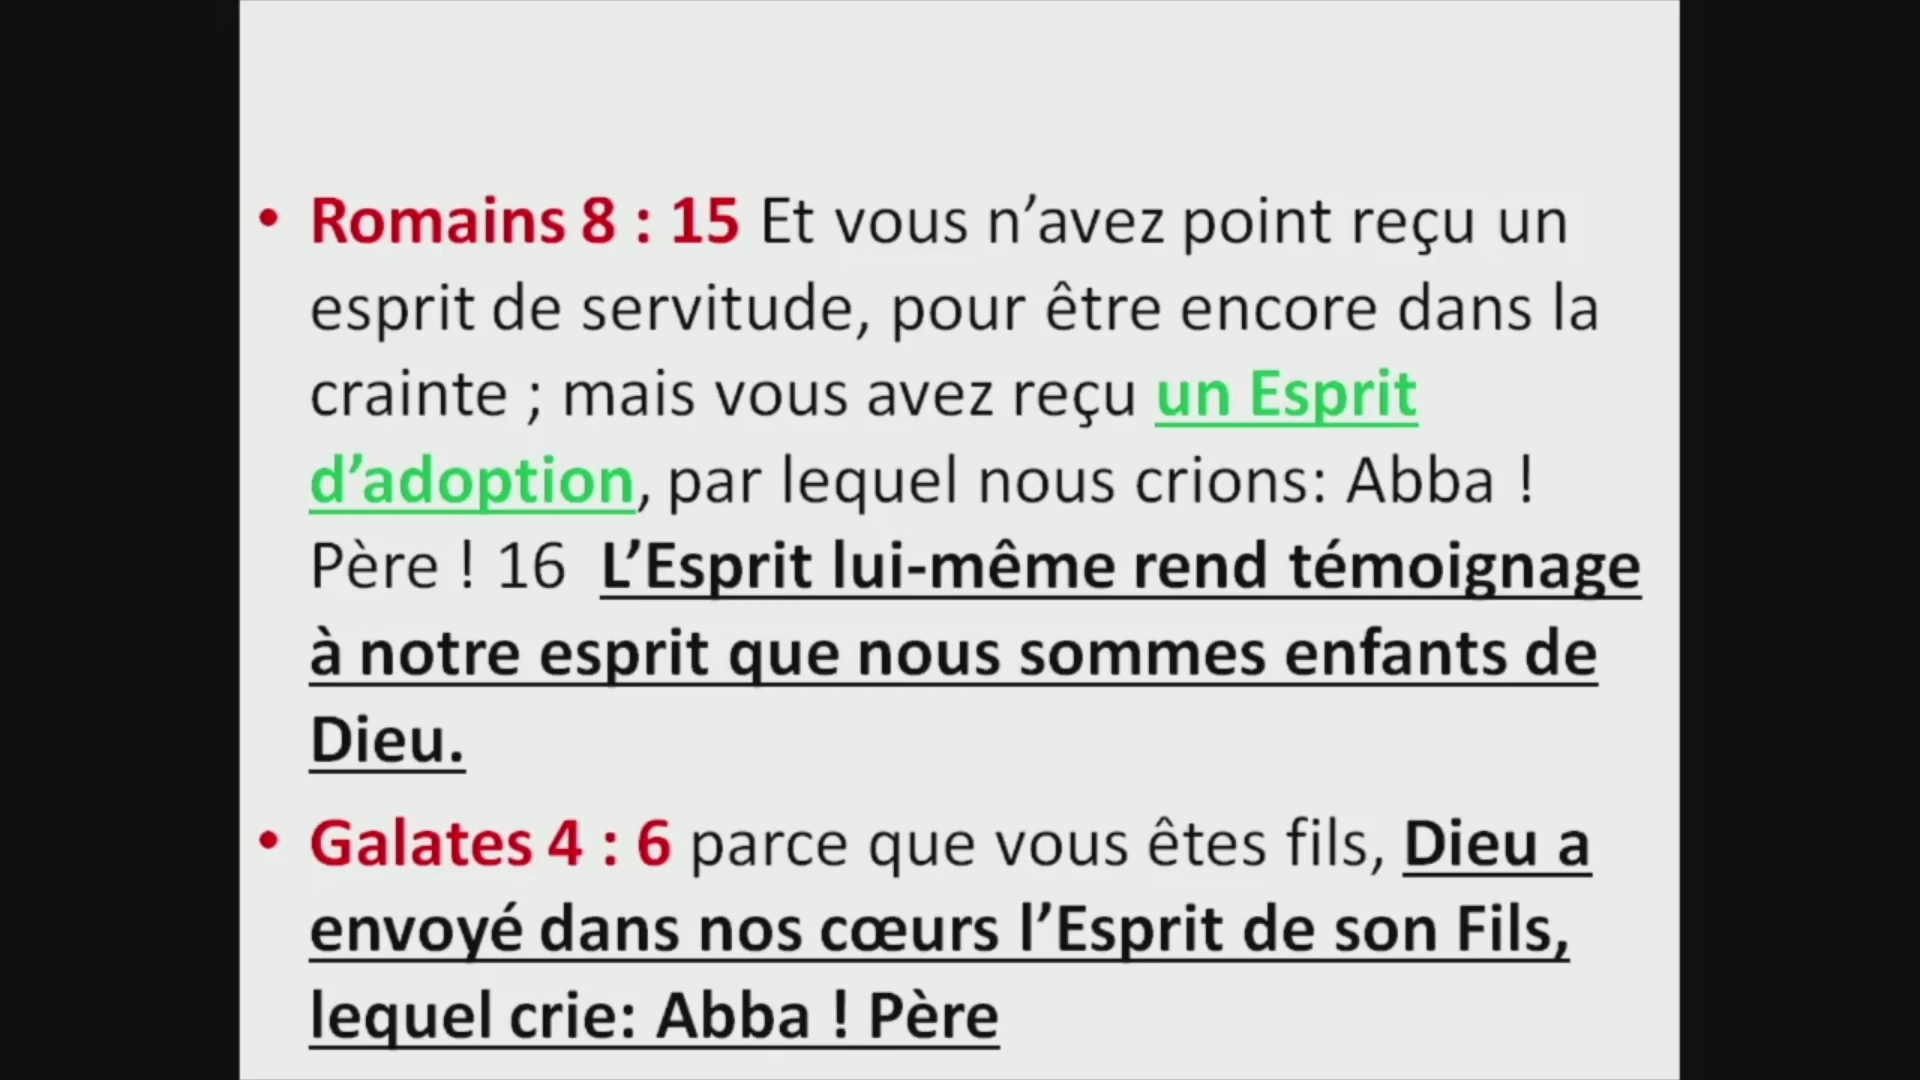 • Romains 8 : 15 Et vous n’avez point reçu un
esprit de servitude, pour être encore dans la
crainte ; mais vous avez reçu un Esprit
d’adoption, par lequel nous crions: Abba !
Père ! 16 L’Esprit lui-même rend témoignage
à notre esprit que nous sommes enfants de
Dieu.
• Galates 4 : 6 parce que vous êtes fils, Dieu a
envoyé dans nos cœurs l’Esprit de son Fils,
lequel crie: Abba ! Père